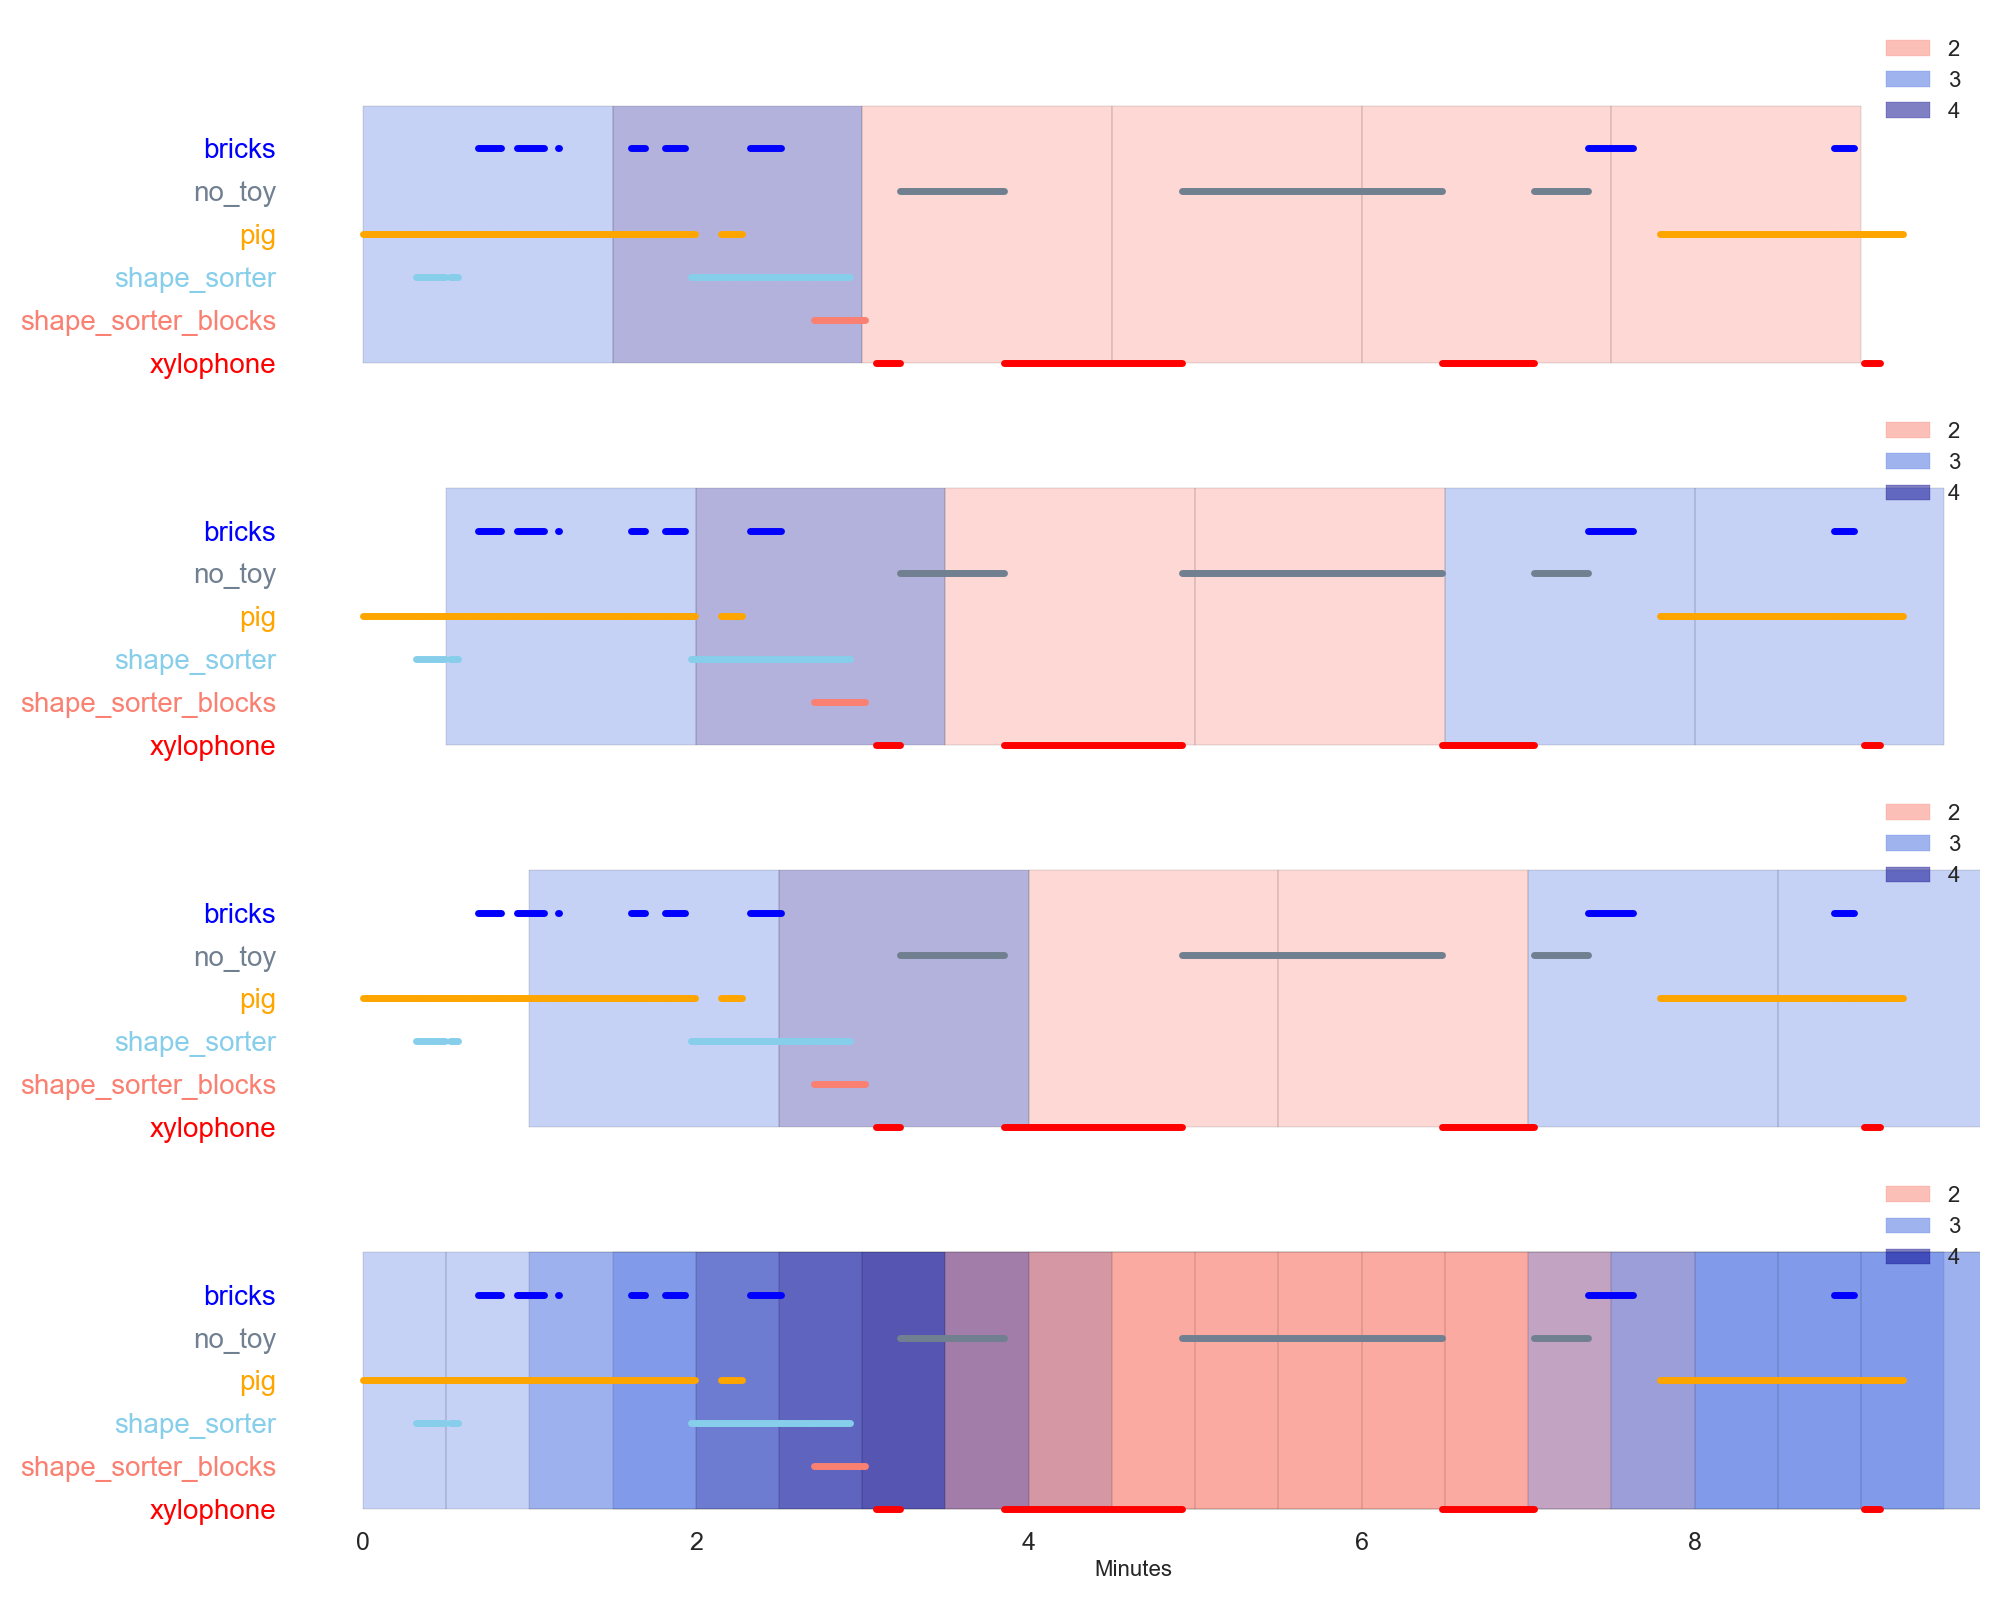 2
3
4
bricks
no_toy
pig
shape_sorter
shape_sorter_blocks
xylophone
2
3
4
bricks
no_toy
pig
shape_sorter
shape_sorter_blocks
xylophone
2
3
4
bricks
no_toy
pig
shape_sorter
shape_sorter_blocks
xylophone
2
3
4
bricks
no_toy
pig
shape_sorter
shape_sorter_blocks
xylophone
0 2 4 6 8
Minutes